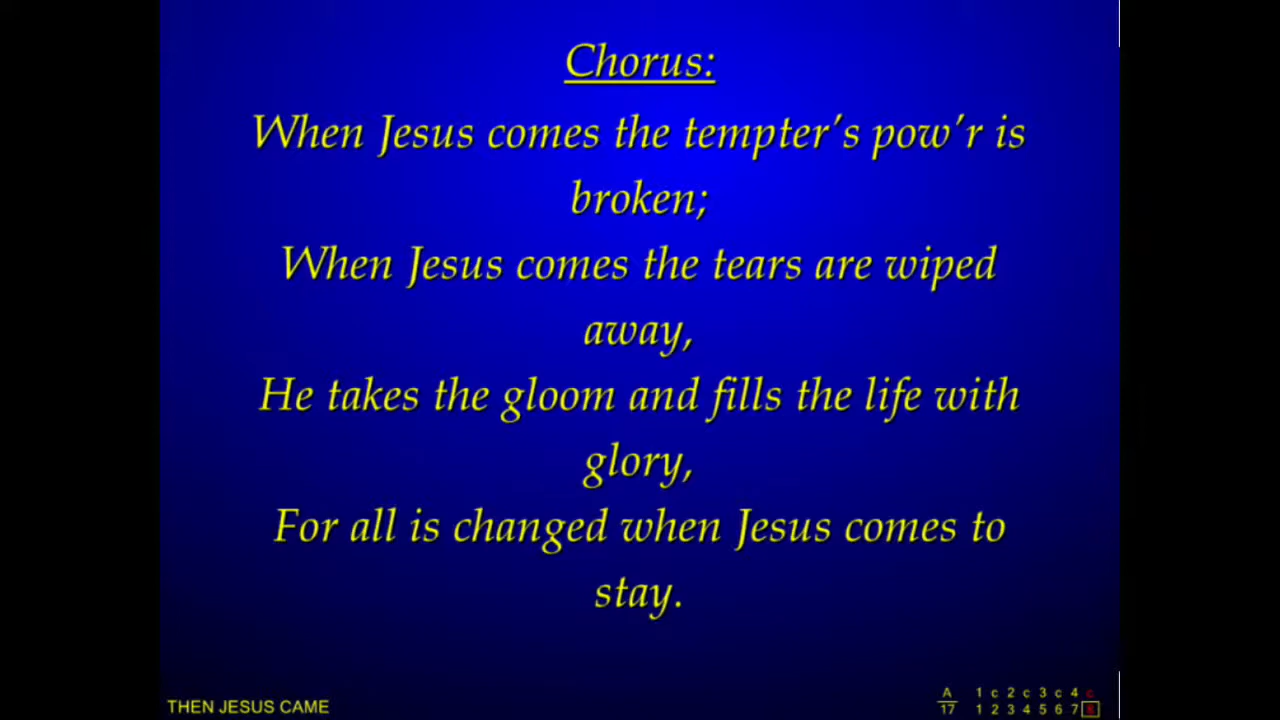 Chorus:
When Jesus comes the tempter’s pow’r is
broken;
When Jesus comes the tears are wiped
away,
He takes the gloom and fills the life with
glory,
For all is changed when Jesus comes to
stay.
THEN JESUS CAME
A 1 c 2 c 3 c 4 c
17 1 2 3 4 5 6 7 8